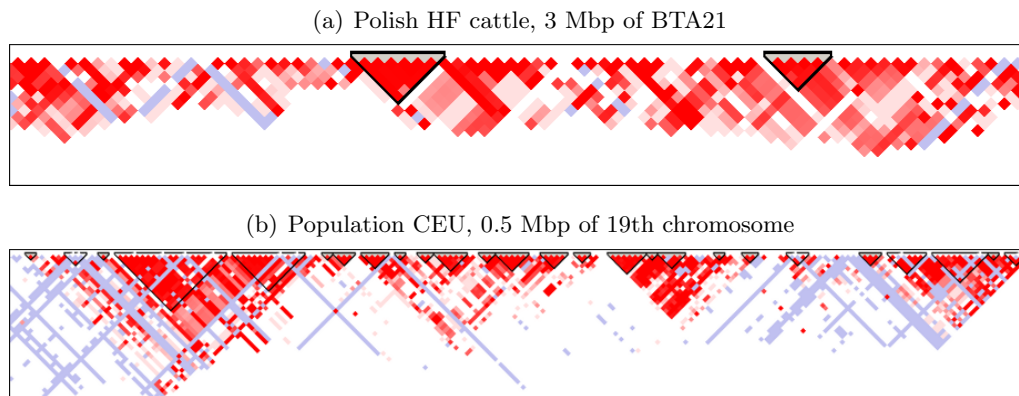 (a) Polish HF cattle, 3 Mbp of BTA21
(b) Population CEU, 0.5 Mbp of 19th chromosome